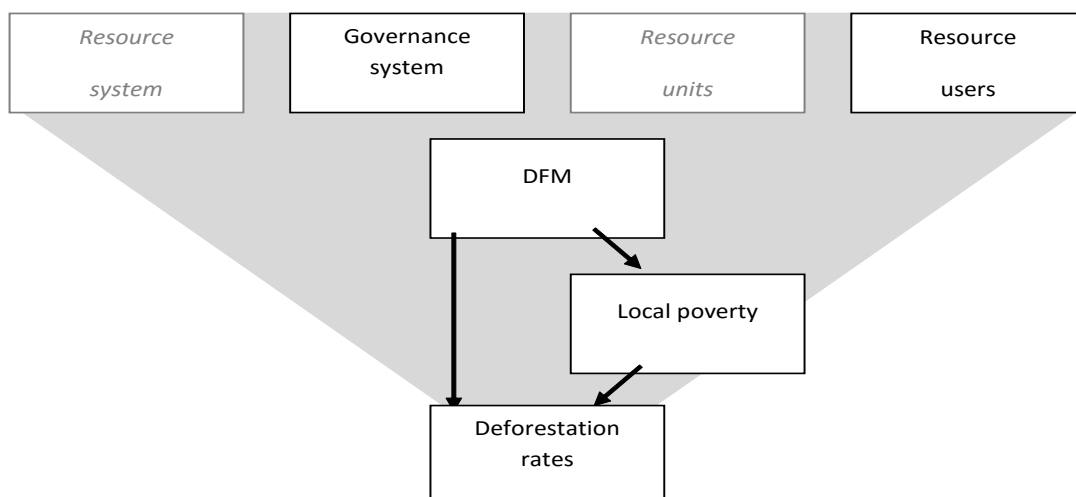 Resource
system
Governance
system
Resource
units
Resource
users
DFM
Local poverty
Deforestation
rates